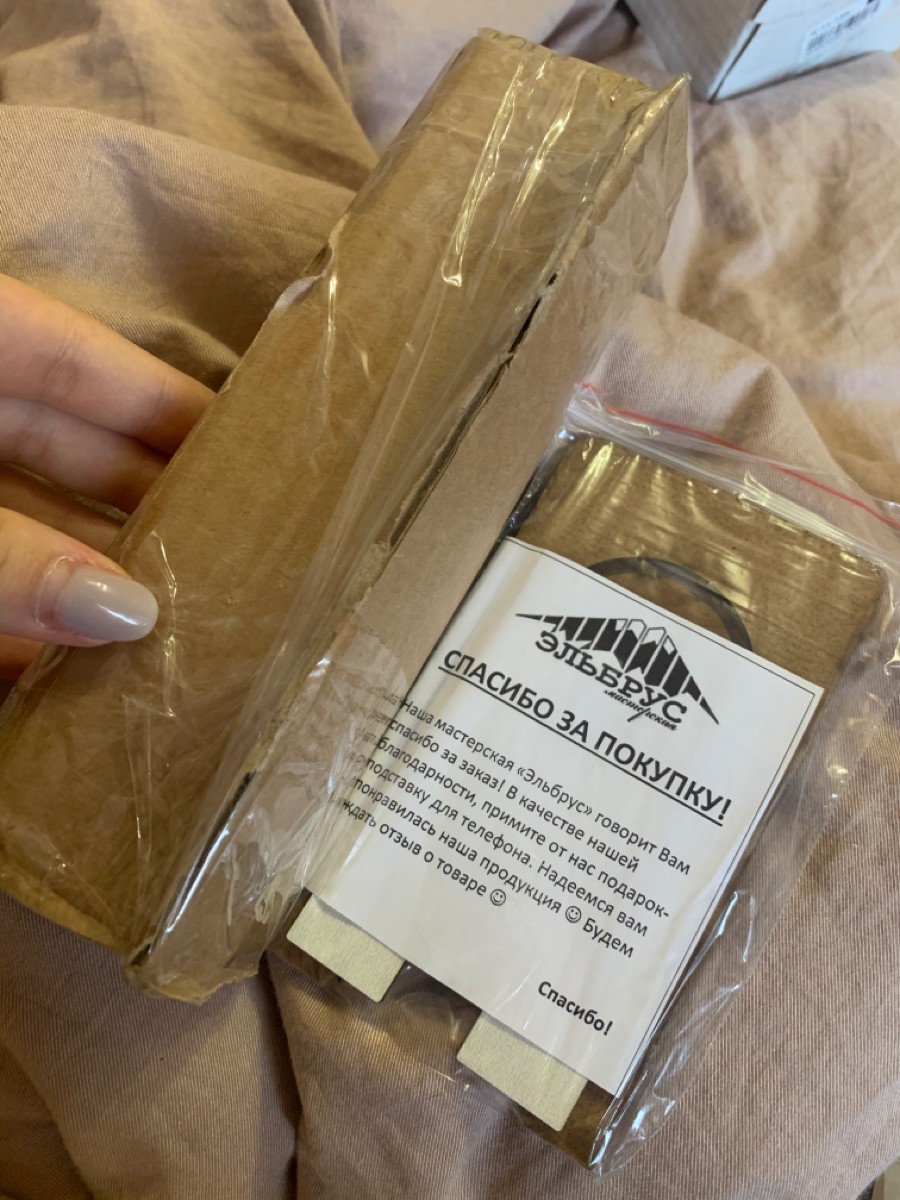 ЭЛЬБРУС
мастерская
СПАСИБО ЗА ПОКУПКУ!
Наша мастерская «Эльбрус» говорит Вам
спасибо за заказ! В качестве нашей
благодарности, примите от нас подарок-
подставку для телефона. Надеемся вам
понравилась наша продукция ☺ Будем
ждать отзыв о товаре ☺
Спасибо!